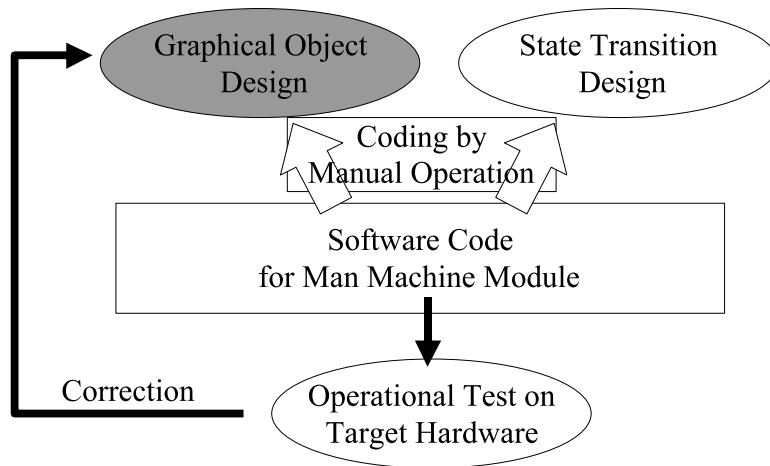 Graphical Object
Design
State Transition
Design
Coding by
Manual Operation
Software Code
for Man Machine Module
Correction
Operational Test on
Target Hardware